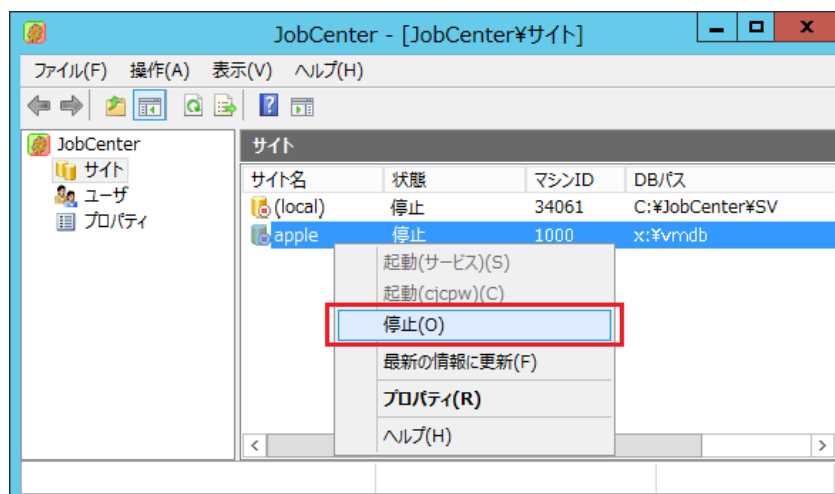 JobCenter - [JobCenter¥サイト]
ファイル(F) 操作(A) 表示(V) ヘルプ(H)
JobCenter
サイト
ユーザ
プロパティ
サイト
サイト名 状態 マシンID DBパス
(local) 停止 34061 C:¥JobCenter¥SV
apple 停止 1000 x:¥vmdb
起動(サービス)(S)
起動(cjcpw)(C)
停止(O)
最新の情報に更新(F)
プロパティ(R)
ヘルプ(H)